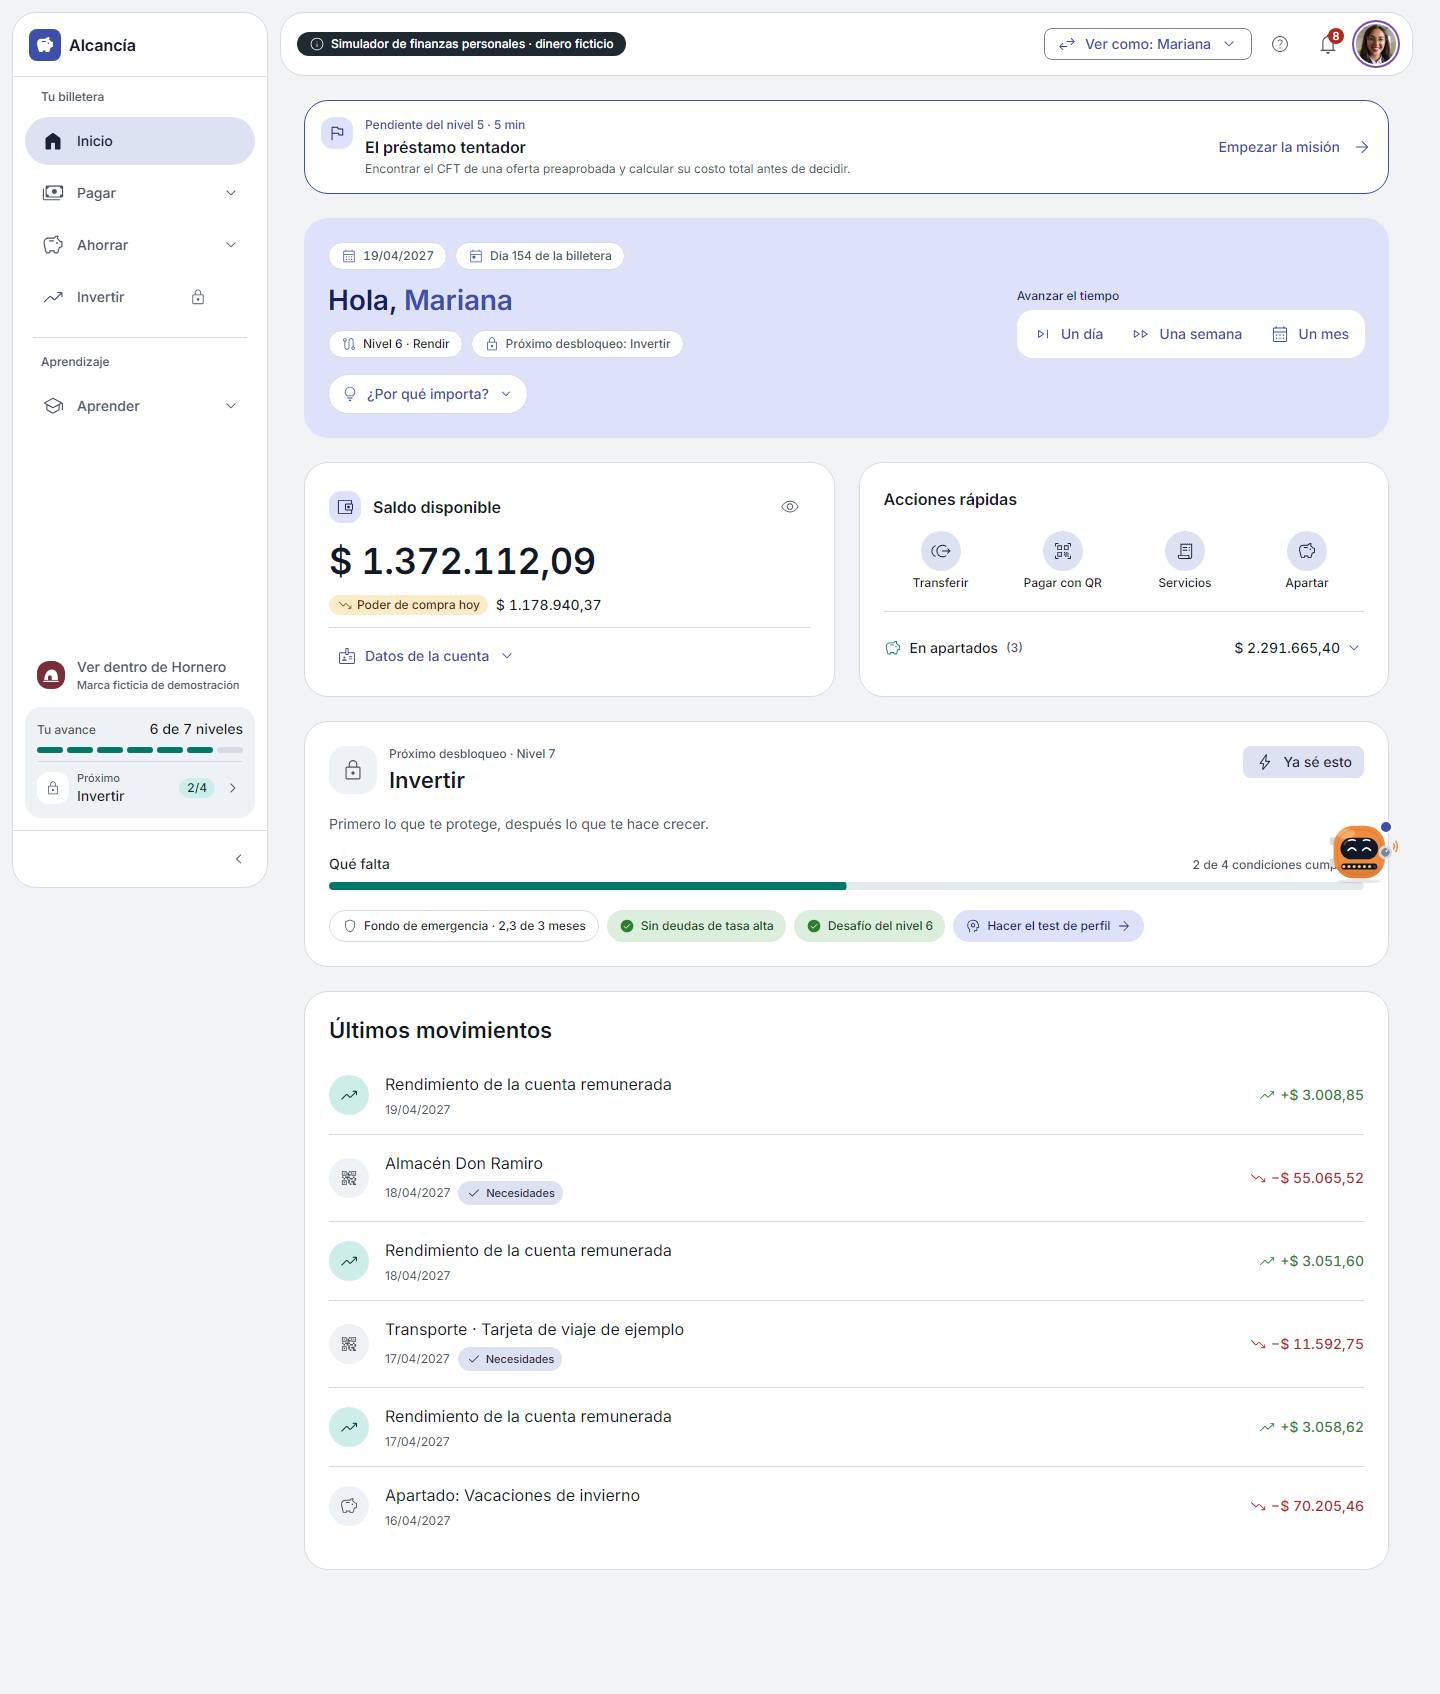 Alcancía
Tu billetera
Inicio
Pagar
Ahorrar
Invertir
Aprendizaje
Aprender
Ver dentro de Hornero
Marca ficticia de demostración
Tu avance
6 de 7 niveles
Próximo
Invertir
2/4
Simulador de finanzas personales · dinero ficticio
Ver como: Mariana
8
Pendiente del nivel 5 · 5 min
El préstamo tentador
Encontrar el CFT de una oferta preaprobada y calcular su costo total antes de decidir.
Empezar la misión
19/04/2027
Día 154 de la billetera
Hola, Mariana
Nivel 6 · Rendir
Próximo desbloqueo: Invertir
¿Por qué importa?
Avanzar el tiempo
Un día
Una semana
Un mes
Saldo disponible
$ 1.372.112,09
Poder de compra hoy
$ 1.178.940,37
Datos de la cuenta
Acciones rápidas
Transferir
Pagar con QR
Servicios
Apartar
En apartados (3)
$ 2.291.665,40
Próximo desbloqueo · Nivel 7
Invertir
Ya sé esto
Primero lo que te protege, después lo que te hace crecer.
Qué falta
2 de 4 condiciones
Fondo de emergencia · 2,3 de 3 meses
Sin deudas de tasa alta
Desafío del nivel 6
Hacer el test de perfil
Últimos movimientos
Rendimiento de la cuenta remunerada
19/04/2027
+$ 3.008,85
Almacén Don Ramiro
18/04/2027
Necesidades
−$ 55.065,52
Rendimiento de la cuenta remunerada
18/04/2027
+$ 3.051,60
Transporte · Tarjeta de viaje de ejemplo
17/04/2027
Necesidades
−$ 11.592,75
Rendimiento de la cuenta remunerada
17/04/2027
+$ 3.058,62
Apartado: Vacaciones de invierno
16/04/2027
−$ 70.205,46